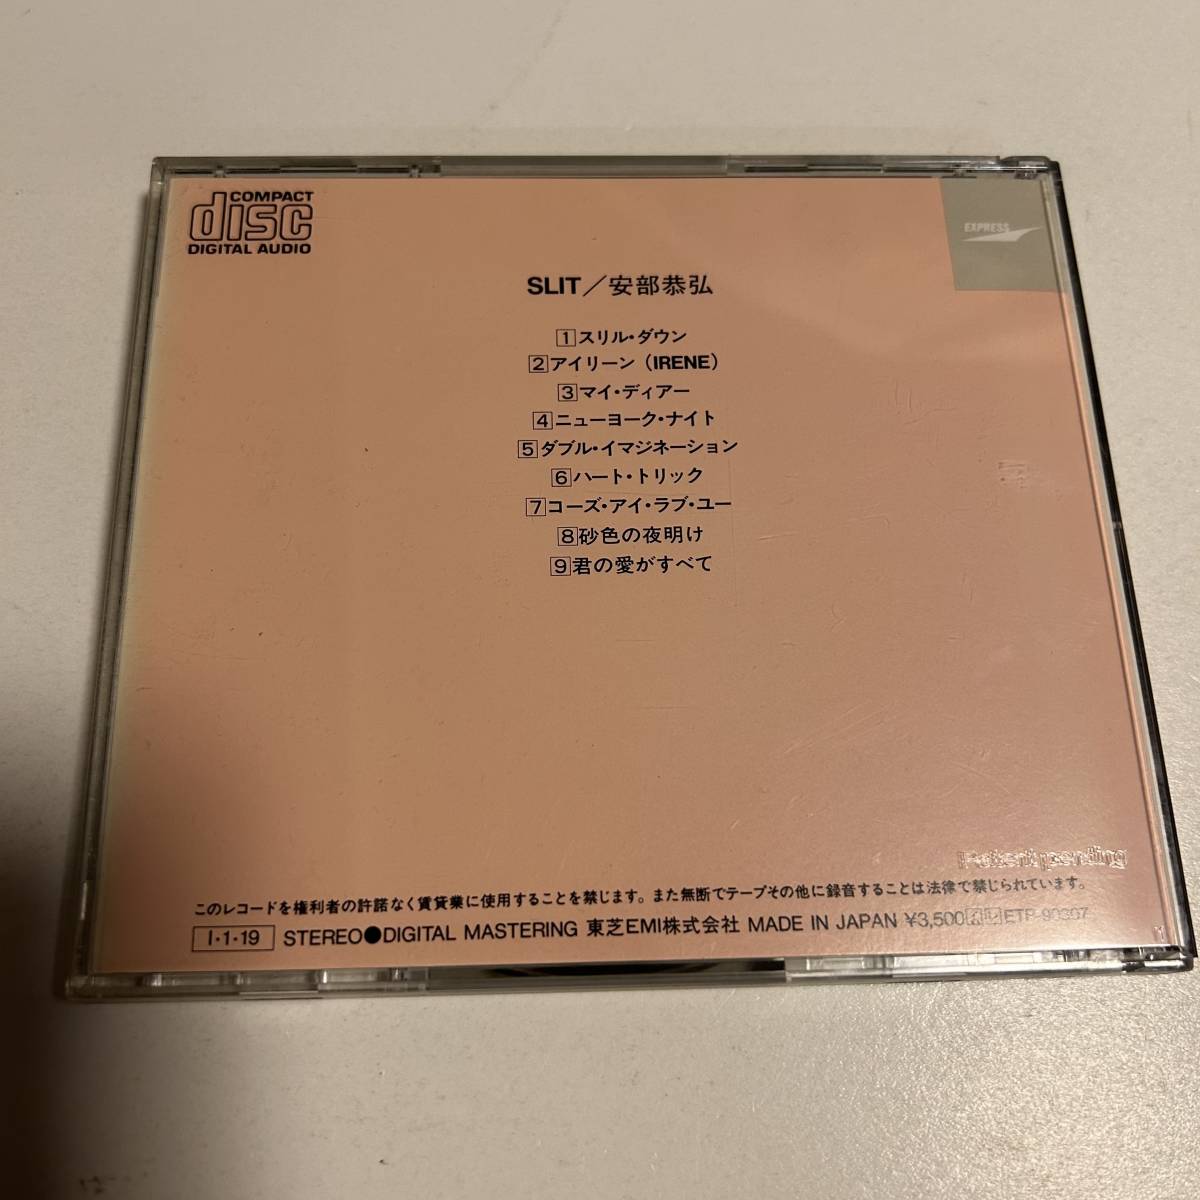 COMPACT
disc
DIGITAL AUDIO
EXPRESS
SLIT／安部恭弘
1 スリル・ダウン
2 アイリーン（IRENE）
3 マイ・ディアー
4 ニューヨーク・ナイト
5 ダブル・イマジネーション
6 ハート・トリック
7 コーズ・アイ・ラブ・ユー
8 砂色の夜明け
9 君の愛がすべて
Patent pending
このレコードを権利者の許諾なく賃貸業に使用することを禁じます。また無断でテープその他に録音することは法律で禁じられています。
I・1・19 STEREO●DIGITAL MASTERING 東芝EMI株式会社 MADE IN JAPAN ¥3,500